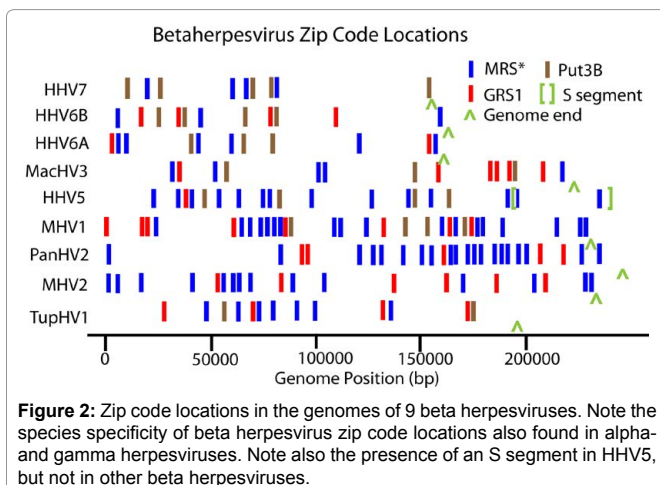 Betaherpesvirus Zip Code Locations
MRS* Put3B
GRS1 [] S segment
^ Genome end
HHV7
HHV6B
HHV6A
MacHV3
HHV5
MHV1
PanHV2
MHV2
TupHV1
0 50000 100000 150000 200000
Genome Position (bp)
Figure 2: Zip code locations in the genomes of 9 beta herpesviruses. Note the
species specificity of beta herpesvirus zip code locations also found in alpha-
and gamma herpesviruses. Note also the presence of an S segment in HHV5,
but not in other beta herpesviruses.